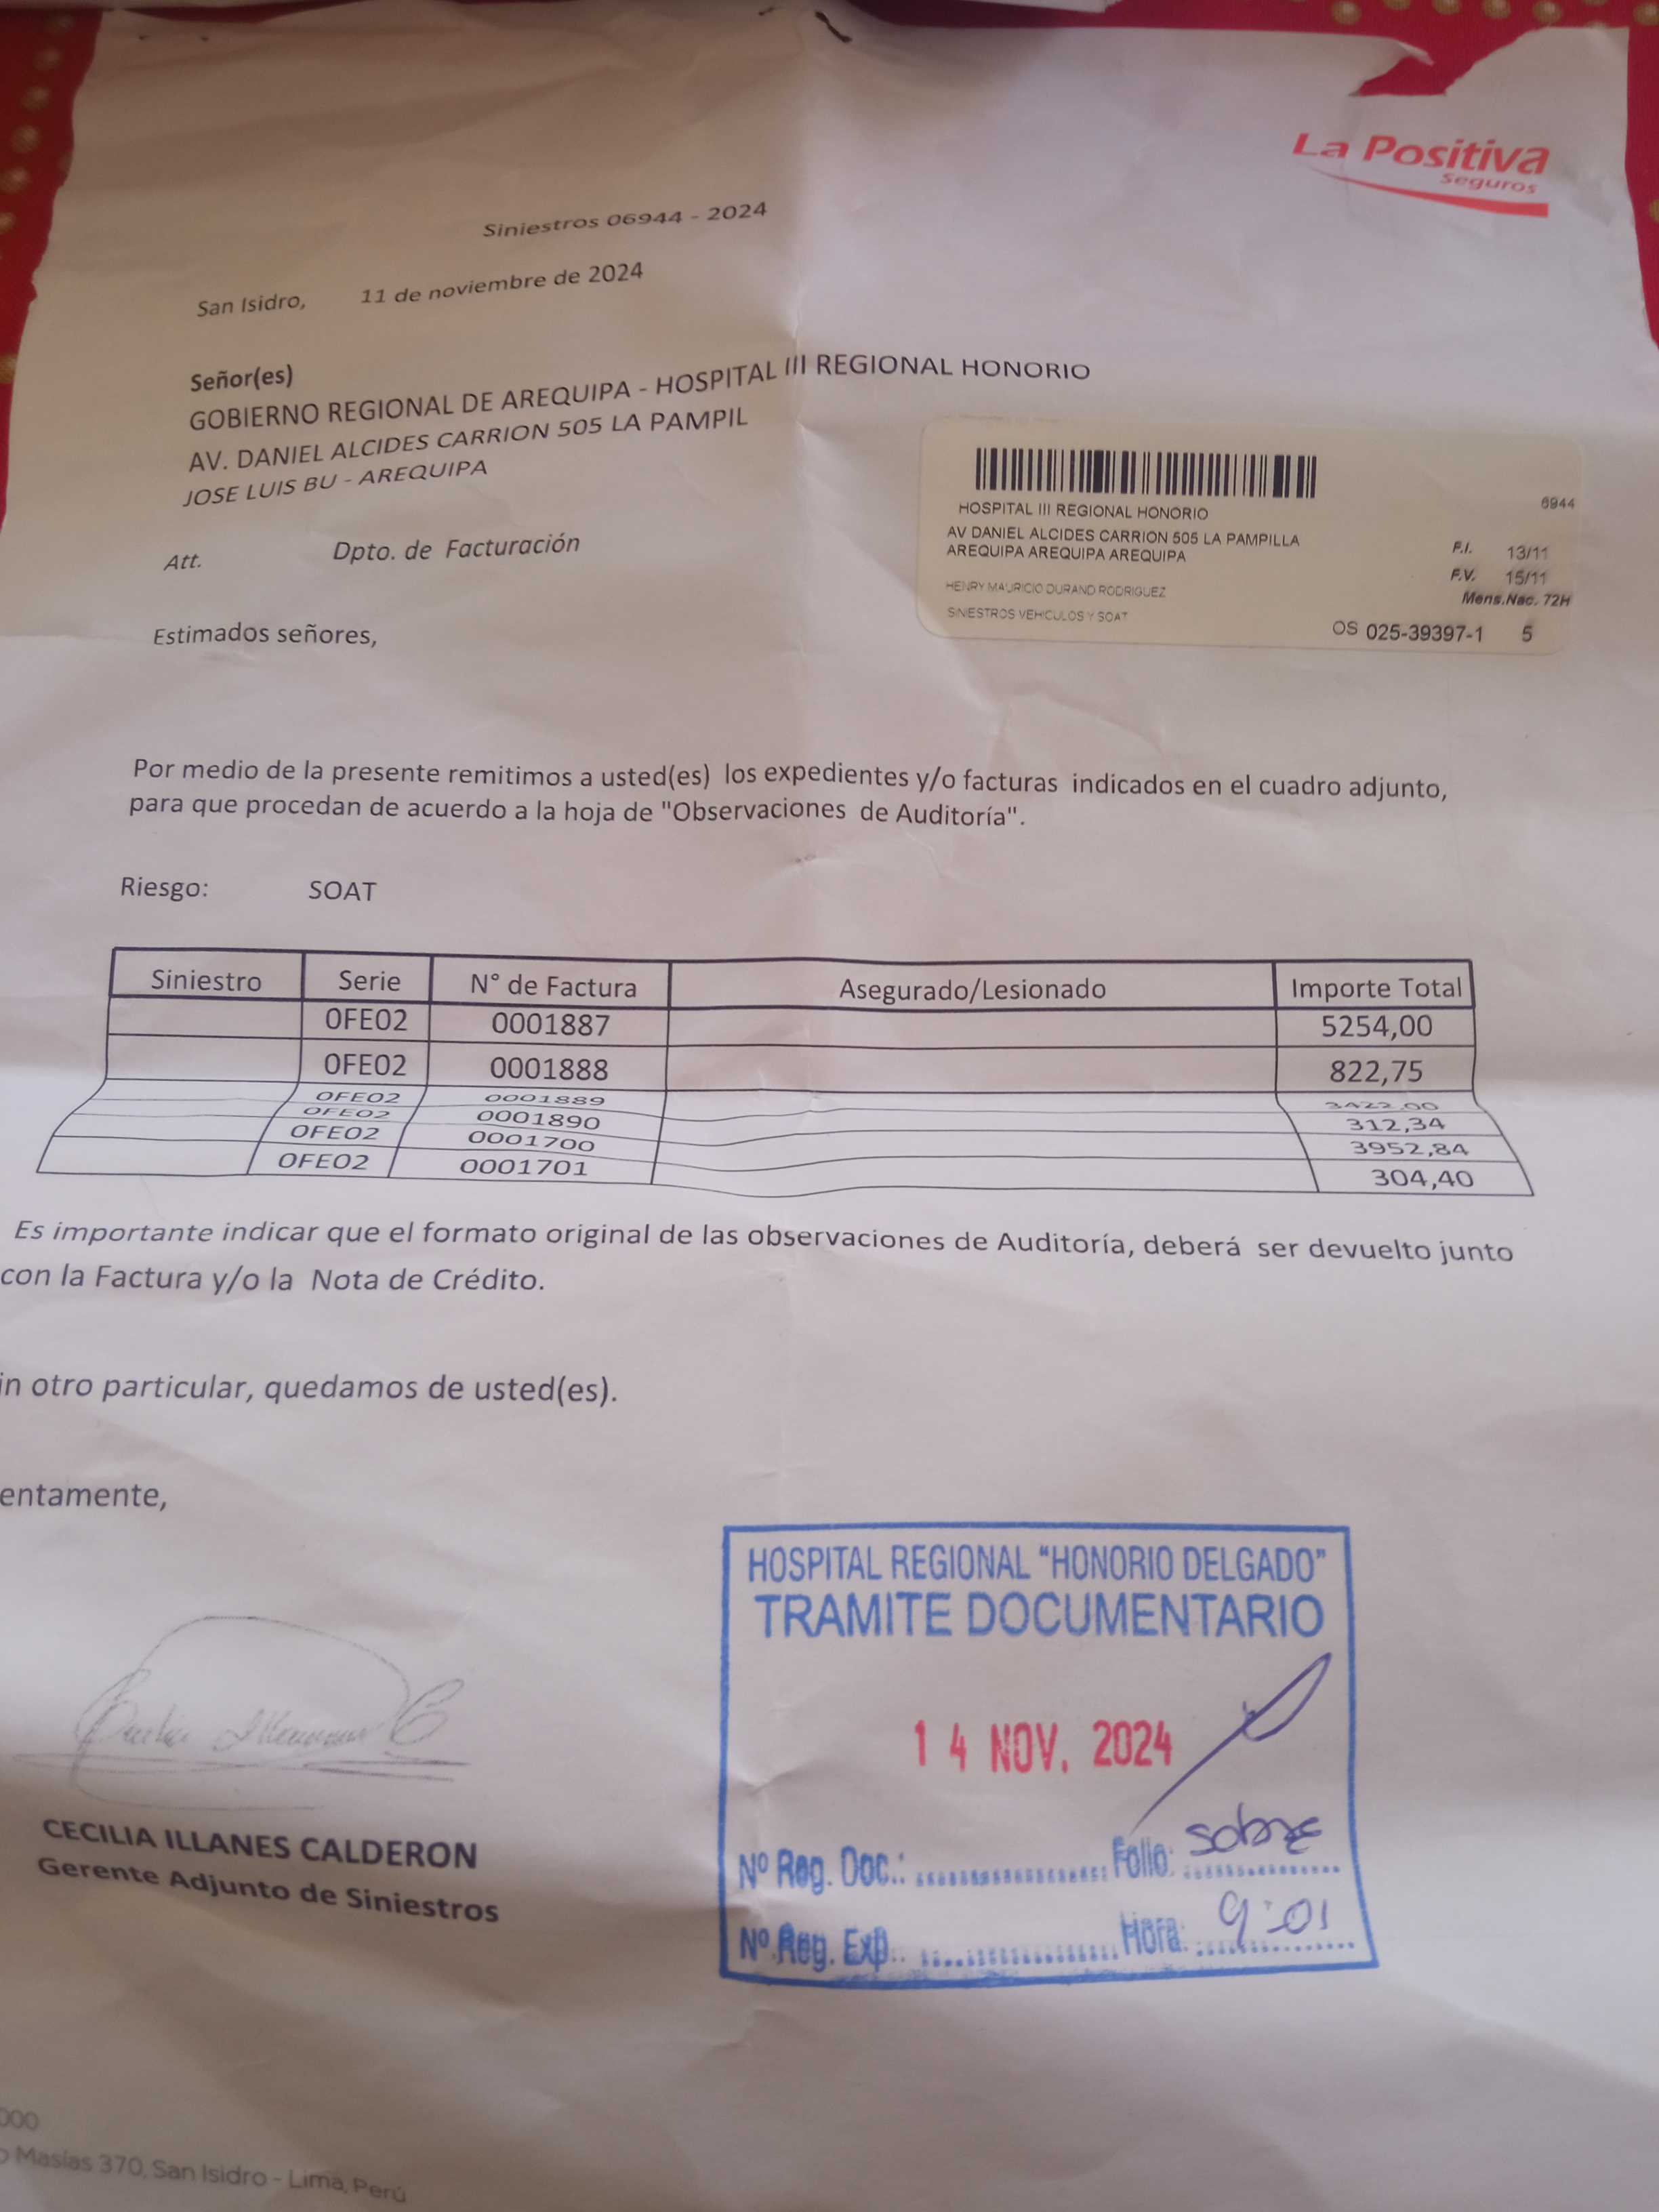 La Positiva
Seguros
Siniestros 06944 - 2024
San Isidro, 11 de noviembre de 2024
Señor(es)
GOBIERNO REGIONAL DE AREQUIPA - HOSPITAL III REGIONAL HONORIO
AV. DANIEL ALCIDES CARRION 505 LA PAMPIL
JOSE LUIS BU - AREQUIPA
HOSPITAL III REGIONAL HONORIO 6944
AV DANIEL ALCIDES CARRION 505 LA PAMPILLA
AREQUIPA AREQUIPA AREQUIPA F.I. 13/11
F.V. 15/11
HENRY MAURICIO DURAND RODRIGUEZ Mens.Nac. 72H
SINIESTROS VEHICULOS Y SOAT
OS 025-39397-1 5
Att. Dpto. de Facturación
Estimados señores,
Por medio de la presente remitimos a usted(es) los expedientes y/o facturas indicados en el cuadro adjunto,
para que procedan de acuerdo a la hoja de "Observaciones de Auditoría".
Riesgo: SOAT
Siniestro Serie N° de Factura Asegurado/Lesionado Importe Total
0FE02 0001887 5254,00
0FE02 0001888 822,75
0FE02 0001889 3422,00
0FE02 0001890 312,34
0FE02 0001700 3952,84
0FE02 0001701 304,40
Es importante indicar que el formato original de las observaciones de Auditoría, deberá ser devuelto junto
con la Factura y/o la Nota de Crédito.
in otro particular, quedamos de usted(es).
entamente,
CECILIA ILLANES CALDERON
Gerente Adjunto de Siniestros
HOSPITAL REGIONAL “HONORIO DELGADO”
TRAMITE DOCUMENTARIO
14 NOV. 2024
Nº Reg. Doc.: Folio: sobre
Nº Reg. Exp.: Hora: 9:01
000
Masías 370, San Isidro - Lima, Perú